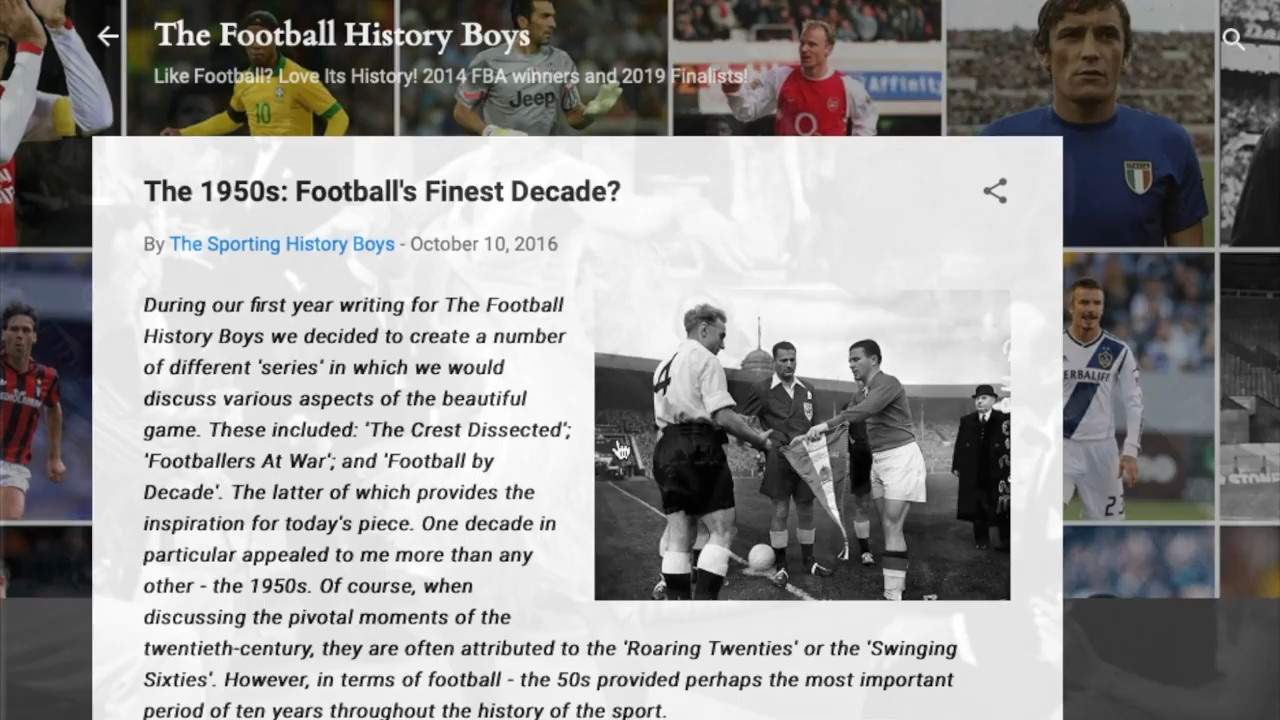 The Football History Boys
Like Football? Love Its History! 2014 FBA winners and 2019 Finalists!
10
Jeep
The 1950s: Football's Finest Decade?
By The Sporting History Boys - October 10, 2016
During our first year writing for The Football
History Boys we decided to create a number
of different 'series' in which we would
discuss various aspects of the beautiful
game. These included: 'The Crest Dissected';
'Footballers At War'; and 'Football by
Decade'. The latter of which provides the
inspiration for today's piece. One decade in
particular appealed to me more than any
other - the 1950s. Of course, when
discussing the pivotal moments of the
twentieth-century, they are often attributed to the 'Roaring Twenties' or the 'Swinging
Sixties'. However, in terms of football - the 50s provided perhaps the most important
period of ten years throughout the history of the sport.
4
ITALIA
HERBALIFE
23